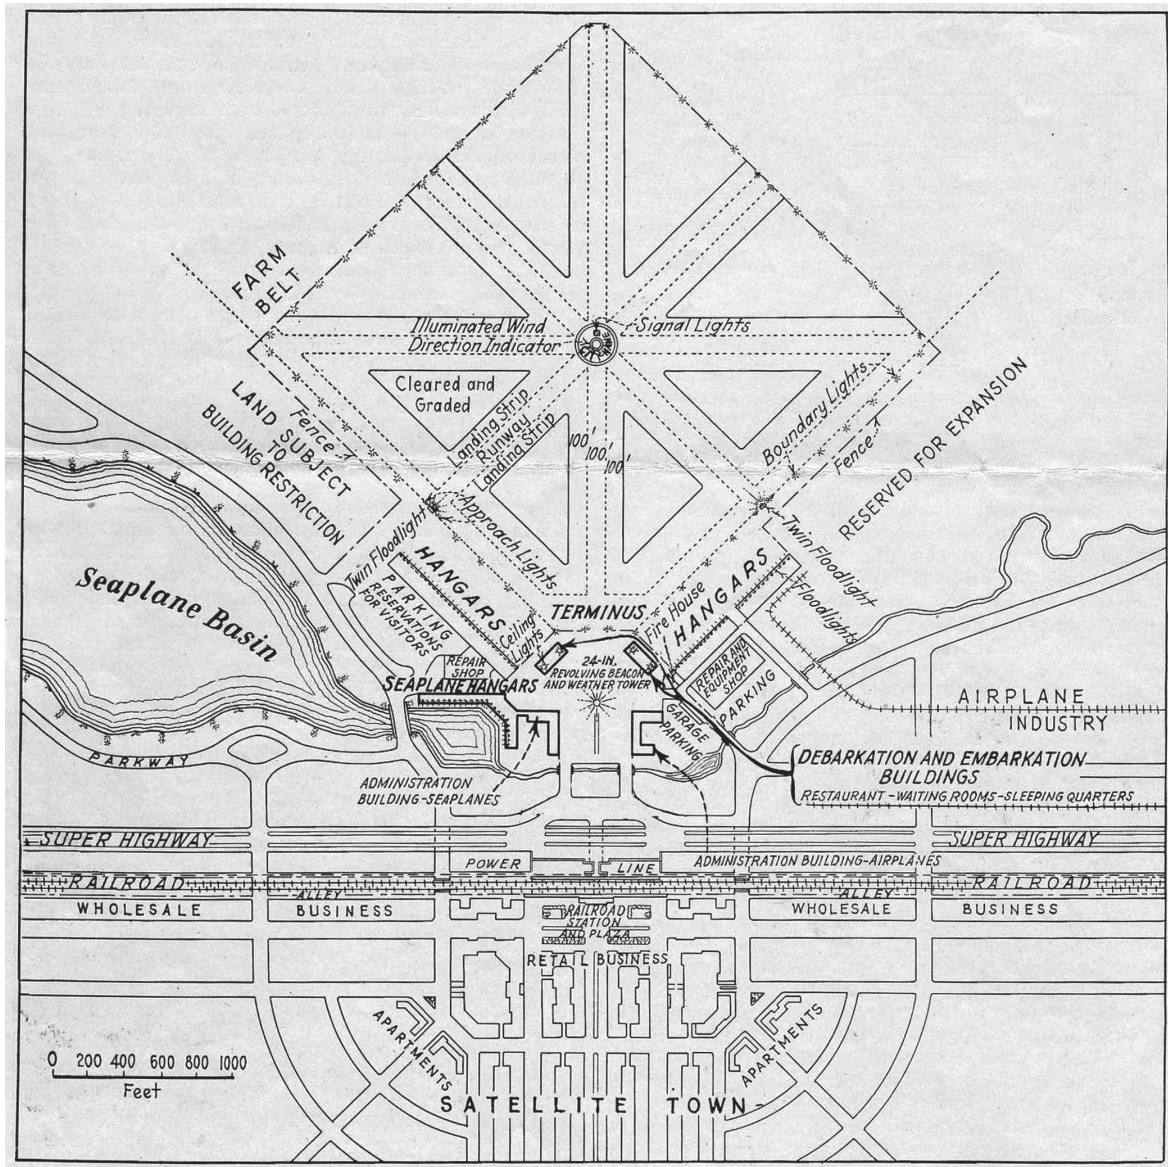 FARM
BELT
Illuminated Wind
Direction Indicator
Signal Lights
Cleared and
Graded
Landing Strip
Runway
Landing Strip
100'
100'
100'
Boundary Lights
Fence
Fence
LAND SUBJECT
TO
BUILDING RESTRICTION
RESERVED FOR EXPANSION
Twin Floodlight
Approach Lights
Twin Floodlight
Floodlights
HANGARS
PARKING
RESERVATIONS
FOR VISITORS
Ceiling
Lights
TERMINUS
Fire House
HANGARS
Seaplane Basin
REPAIR
SHOP
SEAPLANE HANGARS
24-IN.
REVOLVING BEACON
AND WEATHER TOWER
REPAIR AND
EQUIPMENT
SHOP
PARKING
GARAGE
PARKING
AIRPLANE
INDUSTRY
PARKWAY
ADMINISTRATION
BUILDING-SEAPLANES
DEBARKATION AND EMBARKATION
BUILDINGS
RESTAURANT-WAITING ROOMS-SLEEPING QUARTERS
SUPER HIGHWAY
SUPER HIGHWAY
POWER
LINE
ADMINISTRATION BUILDING-AIRPLANES
RAILROAD
RAILROAD
ALLEY
ALLEY
WHOLESALE
BUSINESS
RAILROAD
STATION
AND PLAZA
WHOLESALE
BUSINESS
RETAIL BUSINESS
APARTMENTS
APARTMENTS
0 200 400 600 800 1000
Feet
SATELLITE TOWN